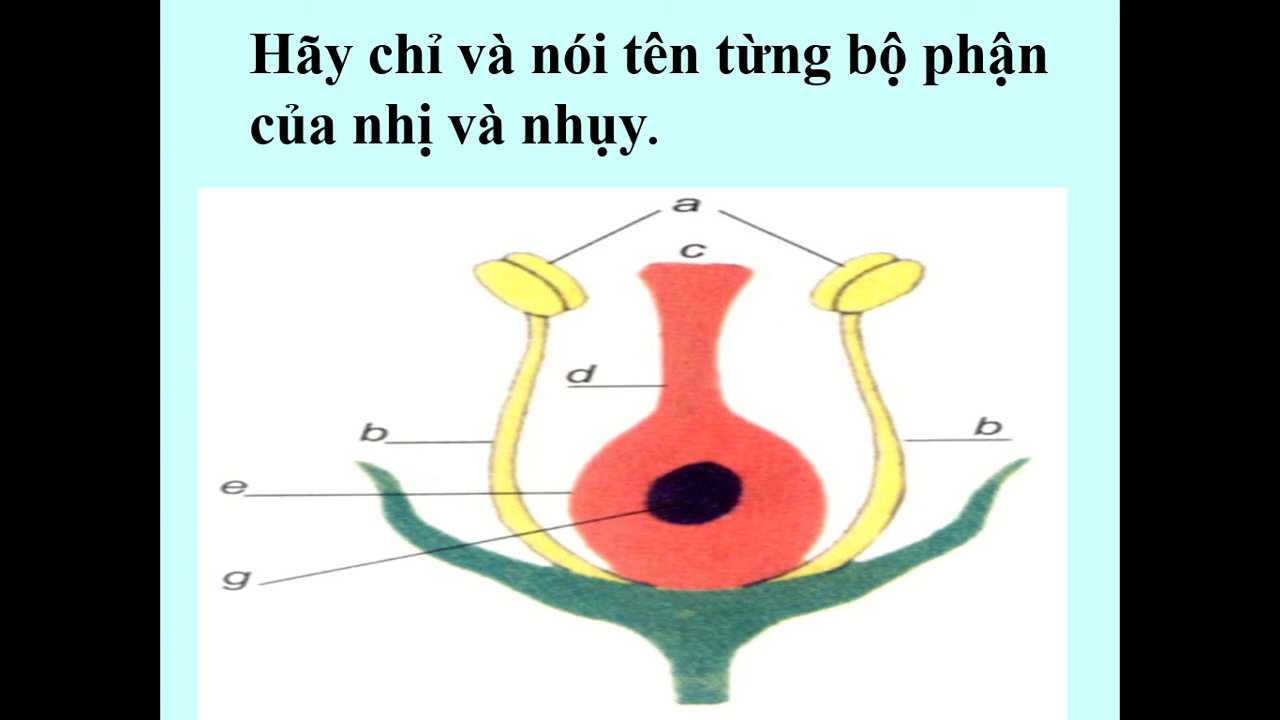 Hãy chỉ và nói tên từng bộ phận
của nhị và nhụy.
a
c
d
b
b
e
g